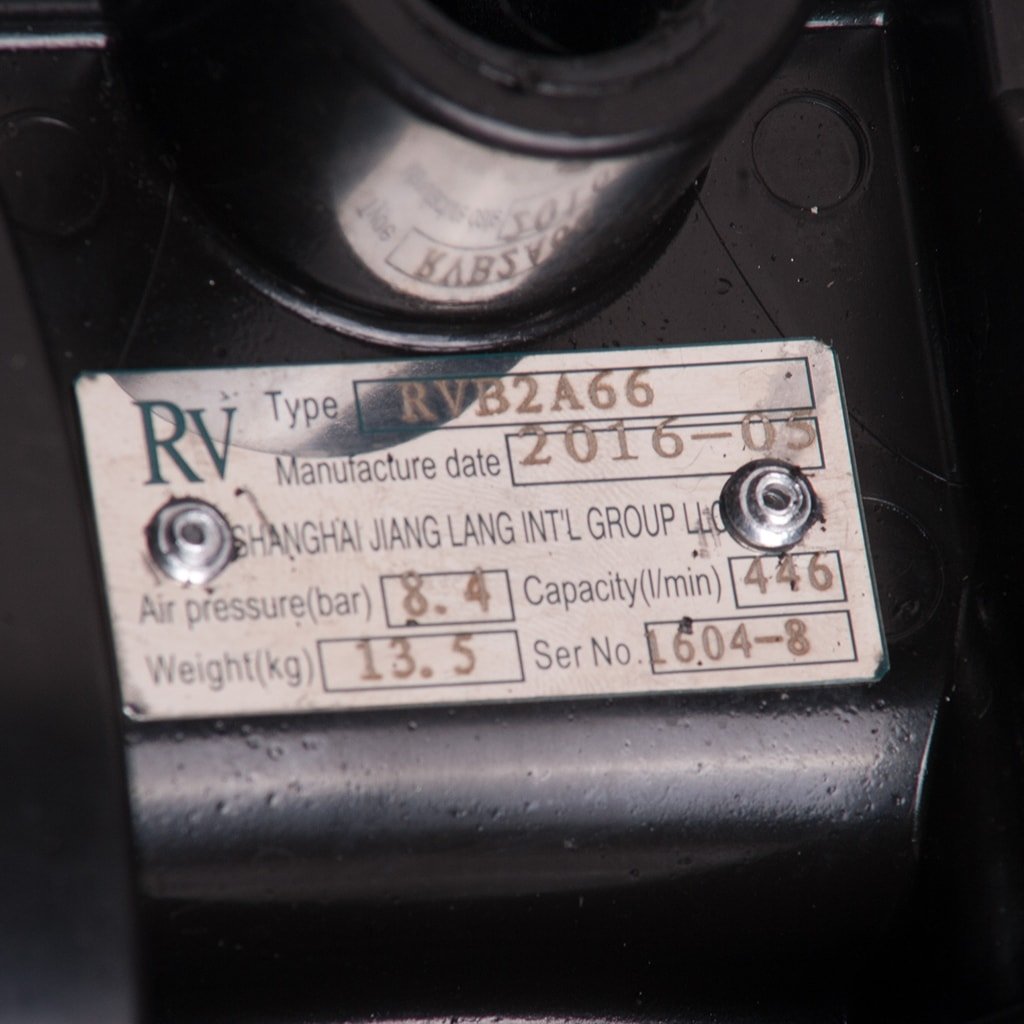 RV Type RVB2A66
Manufacture date 2016-05
SHANGHAI JIANG LANG INT'L GROUP LLC
Air pressure(bar) 8.4 Capacity(l/min) 446
Weight(kg) 13.5 Ser No. 1604-8